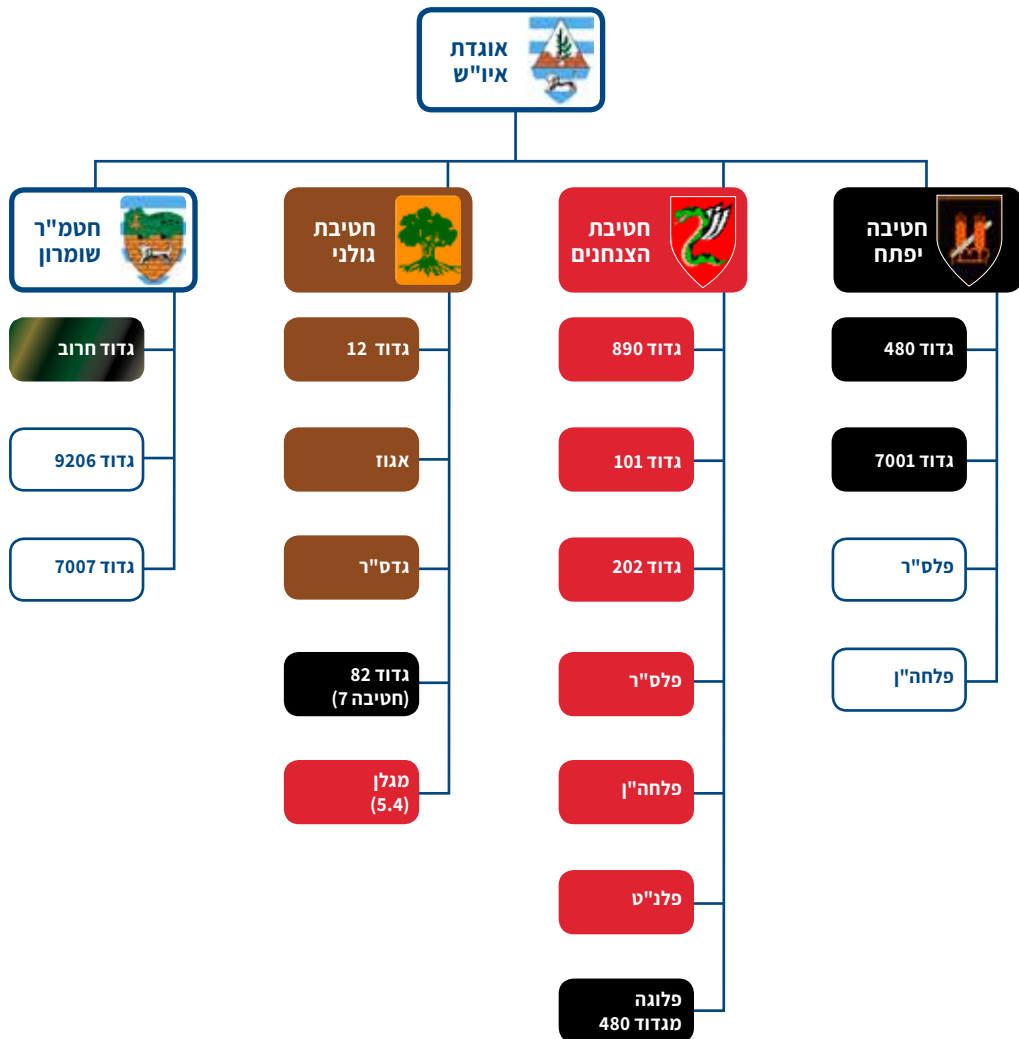 אוגדת
איו"ש
חטיבה
יפתח
גדוד 480
גדוד 7001
פלס"ר
פלחה"ן
חטיבת
הצנחנים
גדוד 890
גדוד 101
גדוד 202
פלס"ר
פלחה"ן
פלנ"ט
פלוגה
מגדוד 480
חטיבת
גולני
גדוד 12
אגוז
גדס"ר
גדוד 82
(חטיבה 7)
מגלן
(5.4)
חטמ"ר
שומרון
גדוד חרוב
גדוד 9206
גדוד 7007